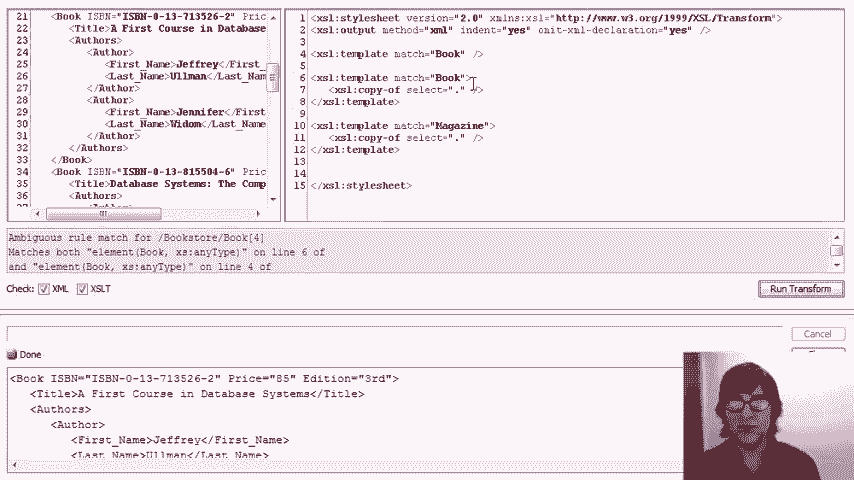 21 <Book ISBN="ISBN-0-13-713526-2" Pric
22 <Title>A First Course in Database
23 <Authors>
24 <Author>
25 <First_Name>Jeffrey</First_
26 <Last_Name>Ullman</Last_Nam
27 </Author>
28 <Author>
29 <First_Name>Jennifer</First
30 <Last_Name>Widom</Last_Name
31 </Author>
32 </Authors>
33 </Book>
34 <Book ISBN="ISBN-0-13-815504-6" Pric
35 <Title>Database Systems: The Comp
36 <Authors>
1 <xsl:stylesheet version="2.0" xmlns:xsl="http://www.w3.org/1999/XSL/Transform">
2 <xsl:output method="xml" indent="yes" omit-xml-declaration="yes" />
3
4 <xsl:template match="Book" />
5
6 <xsl:template match="Book">
7 <xsl:copy-of select="." />
8 </xsl:template>
9
10 <xsl:template match="Magazine">
11 <xsl:copy-of select="." />
12 </xsl:template>
13
14
15 </xsl:stylesheet>
Ambiguous rule match for /Bookstore/Book[4]
Matches both "element(Book, xs:anyType)" on line 6 of
and "element(Book, xs:anyType)" on line 4 of
Check: XML XSLT
Run Transform
Cancel
Done
<Book ISBN="ISBN-0-13-713526-2" Price="85" Edition="3rd">
<Title>A First Course in Database Systems</Title>
<Authors>
<Author>
<First_Name>Jeffrey</First_Name>
<Last_Name>Ullman</Last_Name>